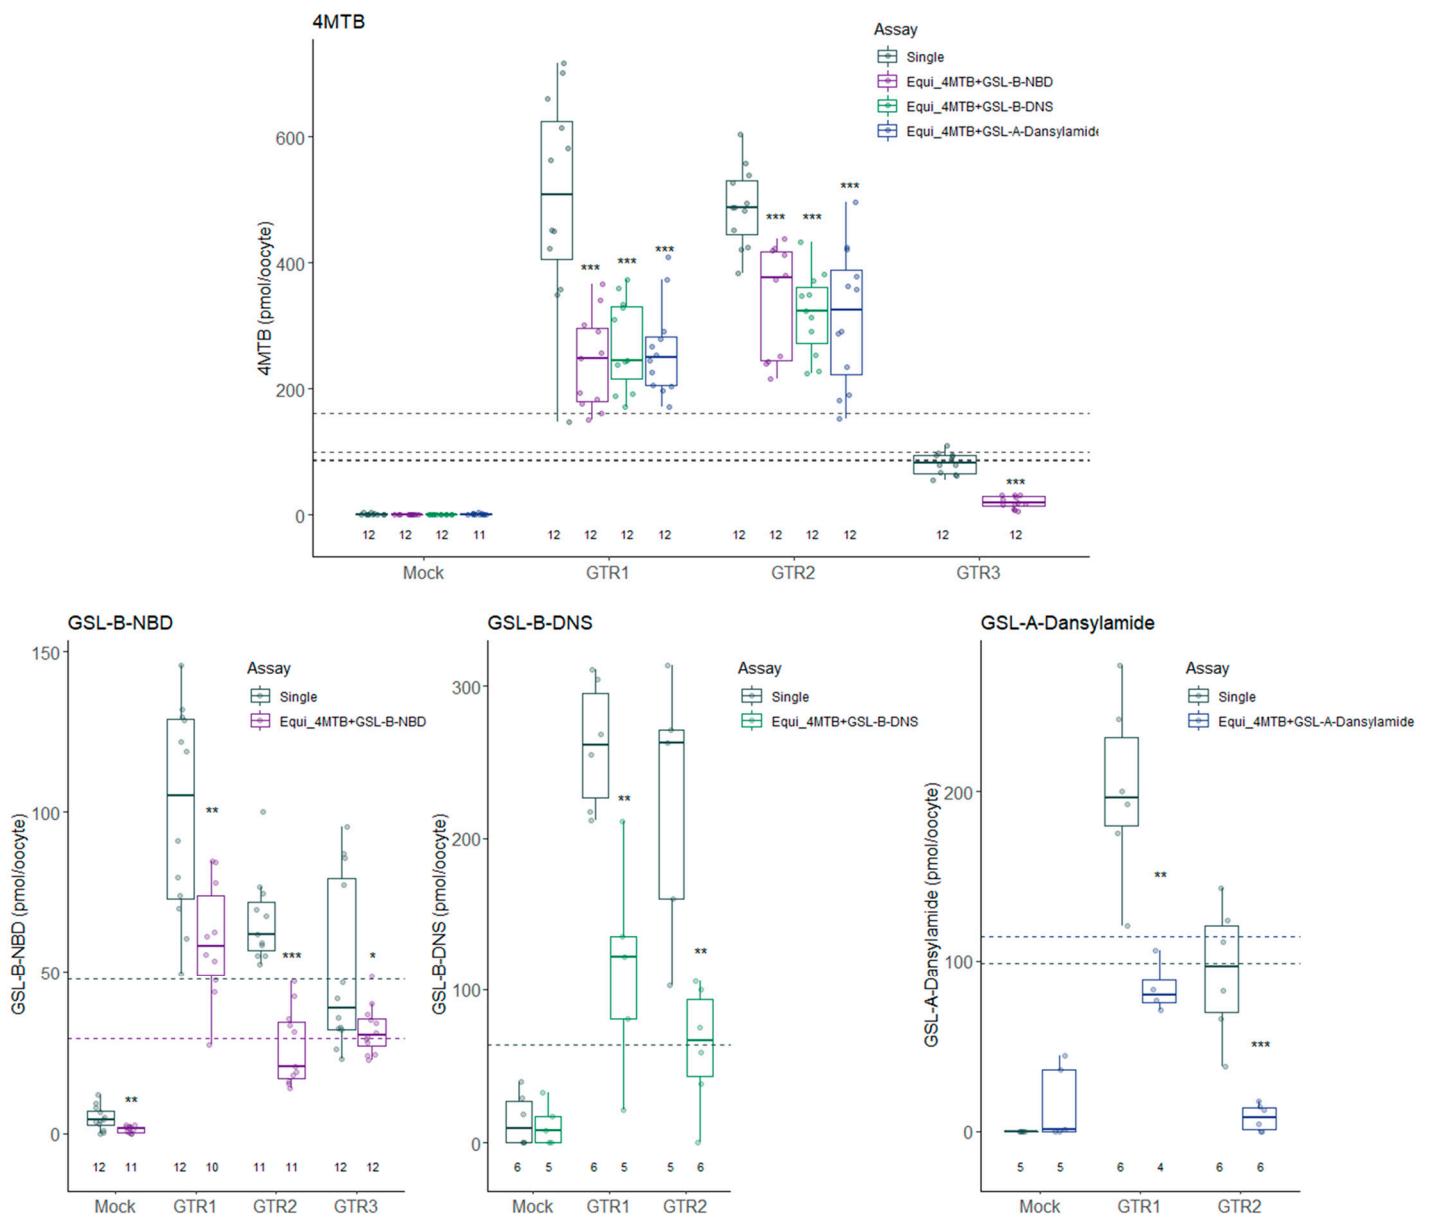 4MTB
Assay
Single
Equi_4MTB+GSL-B-NBD
Equi_4MTB+GSL-B-DNS
Equi_4MTB+GSL-A-Dansylamide
4MTB (pmol/oocyte)
600
400
200
0
*** *** *** *** *** *** ***
12 12 12 11 12 12 12 12 12 12 12 12 12 12
Mock GTR1 GTR2 GTR3
GSL-B-NBD
Assay
Single
Equi_4MTB+GSL-B-NBD
GSL-B-NBD (pmol/oocyte)
150
100
50
0
** ** *** *
12 11 12 10 11 11 12 12
Mock GTR1 GTR2 GTR3
GSL-B-DNS
Assay
Single
Equi_4MTB+GSL-B-DNS
GSL-B-DNS (pmol/oocyte)
300
200
100
0
** **
6 5 6 5 5 6
Mock GTR1 GTR2
GSL-A-Dansylamide
Assay
Single
Equi_4MTB+GSL-A-Dansylamide
GSL-A-Dansylamide (pmol/oocyte)
200
100
0
** ***
5 5 6 4 6 6
Mock GTR1 GTR2